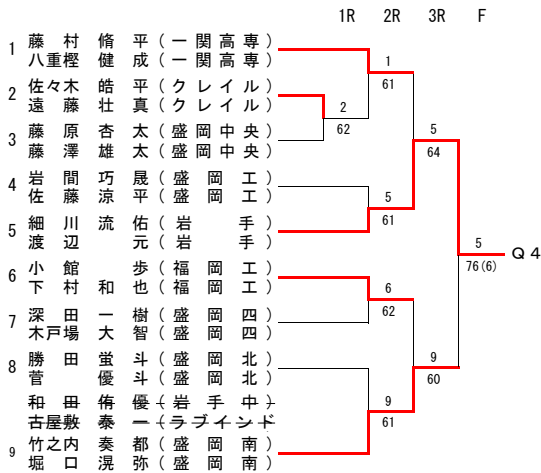 1R 2R 3R F
1 藤村脩平(一関高専)
八重樫健成(一関高専)
2 佐々木皓平(クレイル)
遠藤壮真(クレイル)
3 藤原杏太(盛岡中央)
藤澤雄太(盛岡中央)
4 岩間巧晟(盛岡工)
佐藤涼平(盛岡工)
5 細川流佑(岩手)
渡辺元(岩手)
6 小館歩(福岡工)
下村和也(福岡工)
7 深田一樹(盛岡四)
木戸場大智(盛岡四)
8 勝田蛍斗(盛岡北)
菅優斗(盛岡北)
和田侑優(岩手中)
古屋敷泰一(ラブインド
9 竹之内奏都(盛岡南)
堀口滉弥(盛岡南)
2
62
1
61
5
61
5
64
6
62
9
61
9
60
5
76(6)
Q4